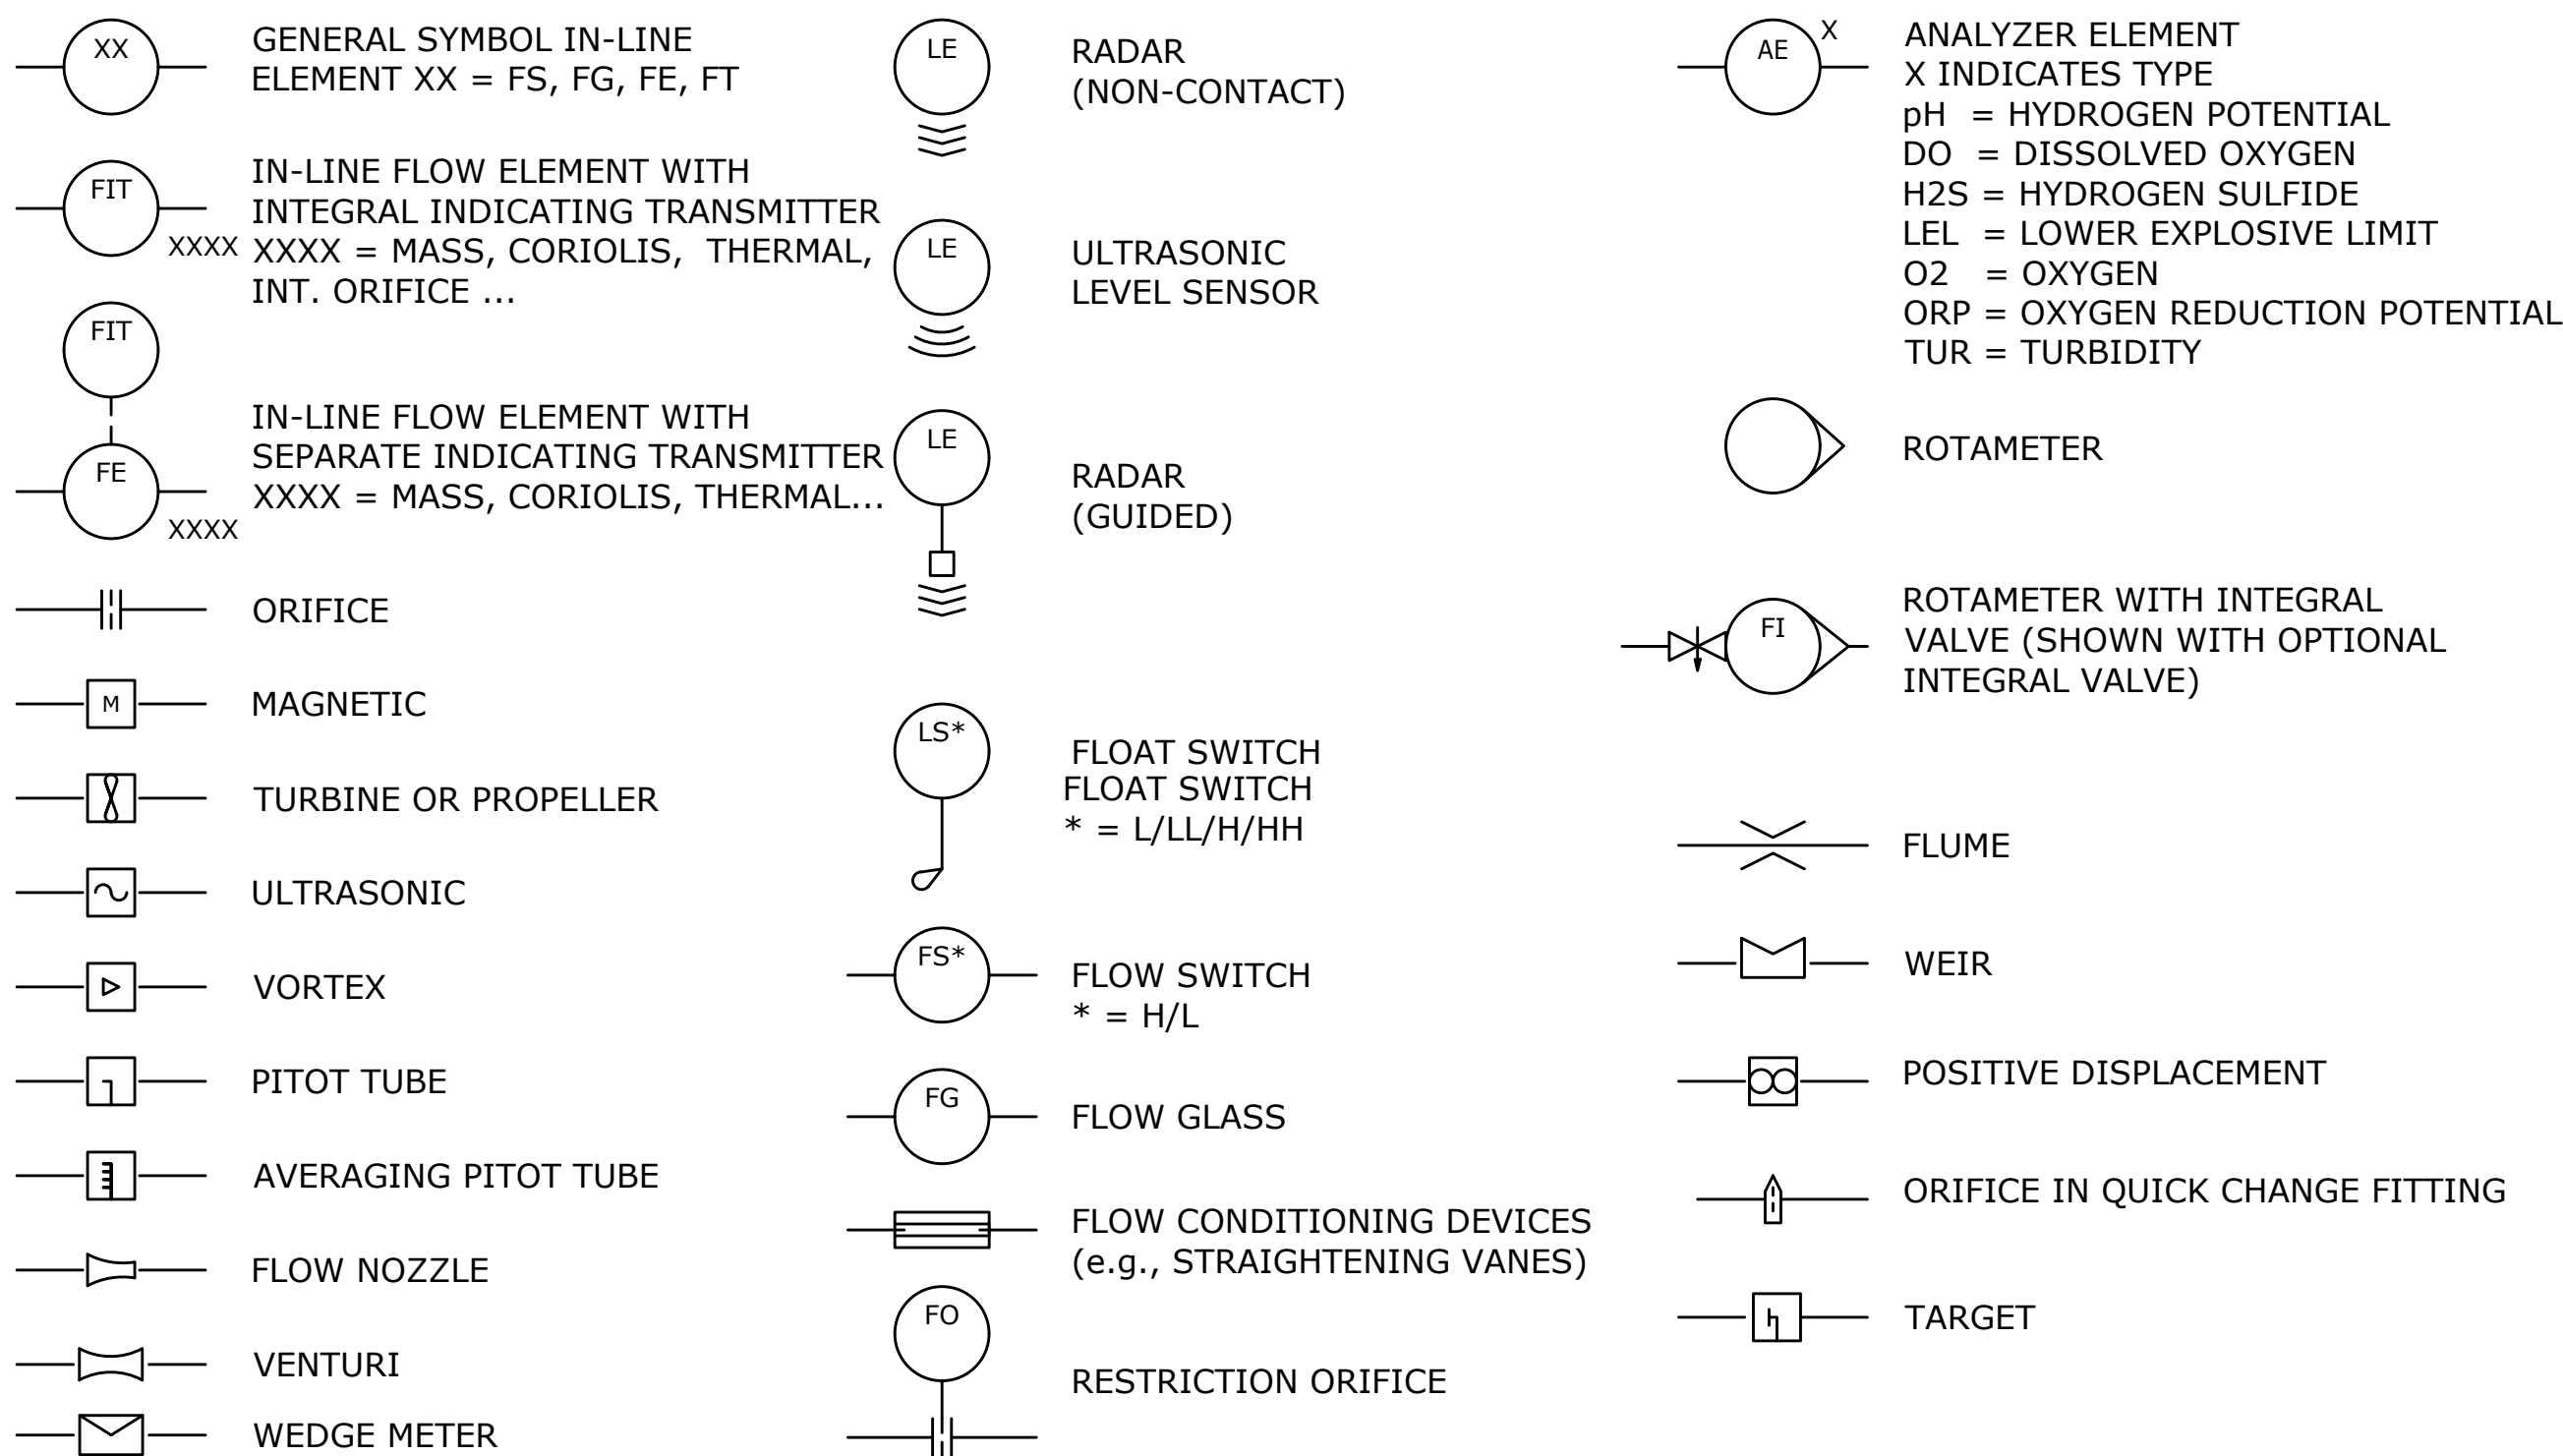 XX
GENERAL SYMBOL IN-LINE
ELEMENT XX = FS, FG, FE, FT
FIT
XXXX
IN-LINE FLOW ELEMENT WITH
INTEGRAL INDICATING TRANSMITTER
XXXX = MASS, CORIOLIS, THERMAL,
INT. ORIFICE ...
FIT
FE
XXXX
IN-LINE FLOW ELEMENT WITH
SEPARATE INDICATING TRANSMITTER
XXXX = MASS, CORIOLIS, THERMAL...
ORIFICE
M
MAGNETIC
TURBINE OR PROPELLER
ULTRASONIC
VORTEX
PITOT TUBE
AVERAGING PITOT TUBE
FLOW NOZZLE
VENTURI
WEDGE METER
LE
RADAR
(NON-CONTACT)
LE
ULTRASONIC
LEVEL SENSOR
LE
RADAR
(GUIDED)
LS*
FLOAT SWITCH
FLOAT SWITCH
* = L/LL/H/HH
FS*
FLOW SWITCH
* = H/L
FG
FLOW GLASS
FLOW CONDITIONING DEVICES
(e.g., STRAIGHTENING VANES)
FO
RESTRICTION ORIFICE
AE
X
ANALYZER ELEMENT
X INDICATES TYPE
pH = HYDROGEN POTENTIAL
DO = DISSOLVED OXYGEN
H2S = HYDROGEN SULFIDE
LEL = LOWER EXPLOSIVE LIMIT
O2 = OXYGEN
ORP = OXYGEN REDUCTION POTENTIAL
TUR = TURBIDITY
ROTAMETER
FI
ROTAMETER WITH INTEGRAL
VALVE (SHOWN WITH OPTIONAL
INTEGRAL VALVE)
FLUME
WEIR
POSITIVE DISPLACEMENT
ORIFICE IN QUICK CHANGE FITTING
TARGET